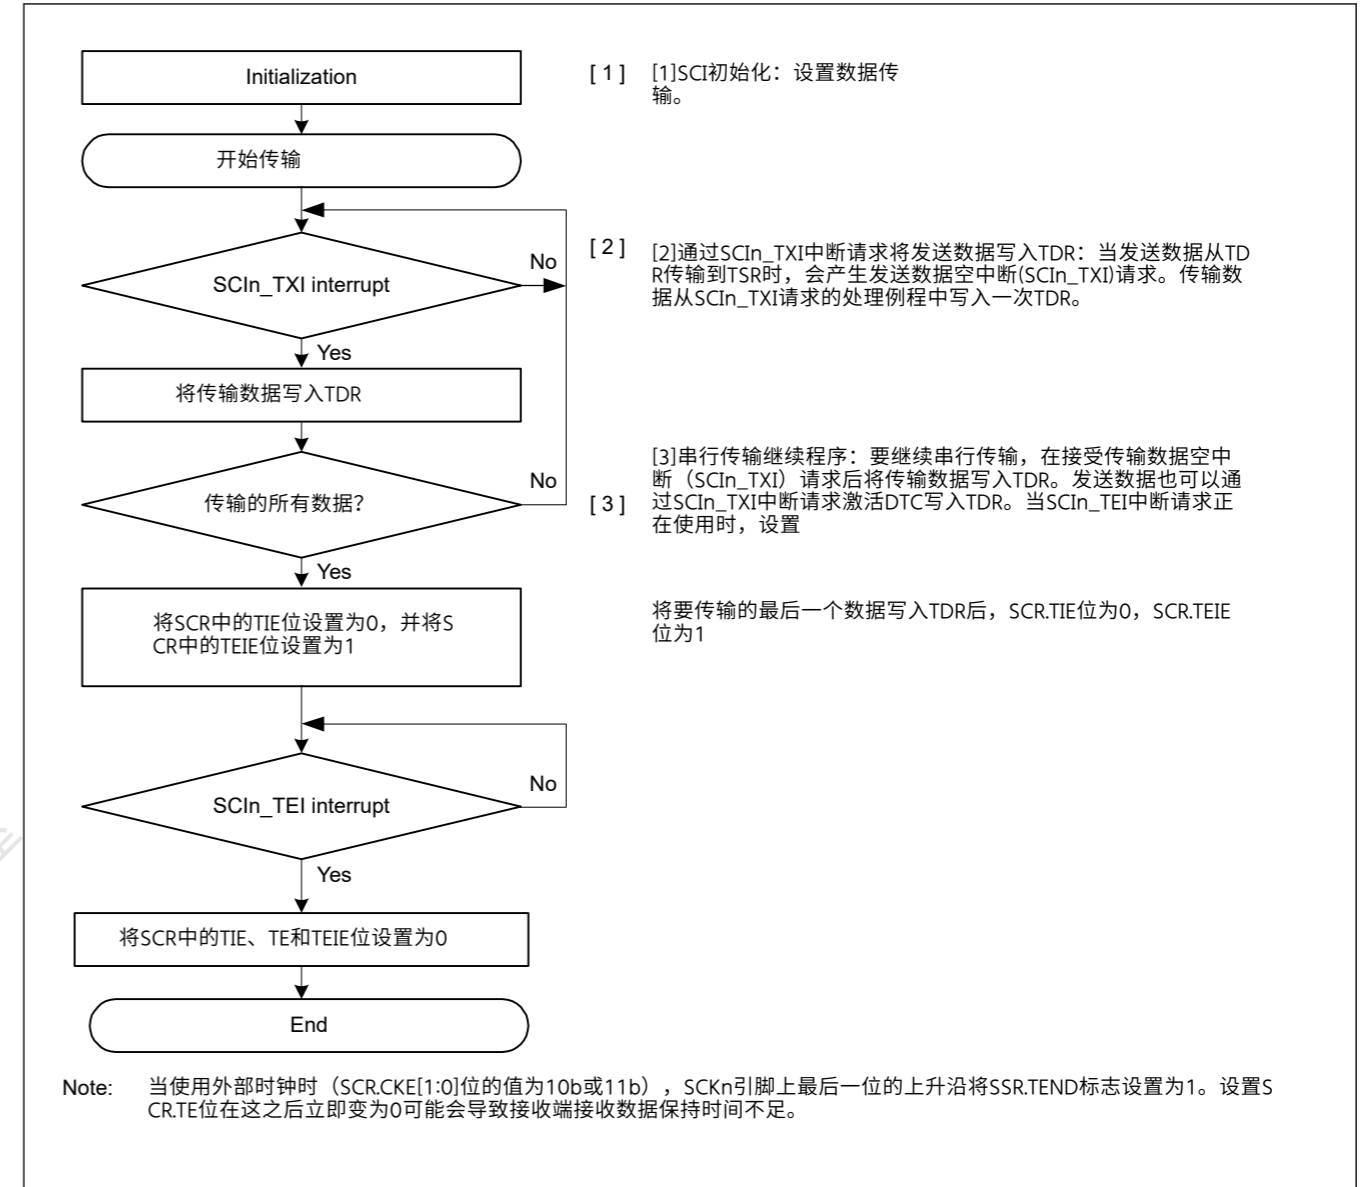 Initialization
[ 1 ]
[1]SCI初始化：设置数据传
输。
开始传输
SCIn_TXI interrupt
No
[ 2 ]
[2]通过SCIn_TXI中断请求将发送数据写入TDR：当发送数据从TD
R传输到TSR时，会产生发送数据空中断(SCIn_TXI)请求。传输数
据从SCIn_TXI请求的处理例程中写入一次TDR。
Yes
将传输数据写入TDR
传输的所有数据？
No
[ 3 ]
[3]串行传输继续程序：要继续串行传输，在接受传输数据空中
断（SCIn_TXI）请求后将传输数据写入TDR。发送数据也可以通
过SCIn_TXI中断请求激活DTC写入TDR。当SCIn_TEI中断请求正
在使用时，设置
Yes
将SCR中的TIE位设置为0，并将S
CR中的TEIE位设置为1
将要传输的最后一个数据写入TDR后，SCR.TIE位为0，SCR.TEIE
位为1
SCIn_TEI interrupt
No
Yes
将SCR中的TIE、TE和TEIE位设置为0
End
Note:
当使用外部时钟时（SCR.CKE[1:0]位的值为10b或11b），SCKn引脚上最后一位的上升沿将SSR.TEND标志设置为1。设置S
CR.TE位在这之后立即变为0可能会导致接收端接收数据保持时间不足。